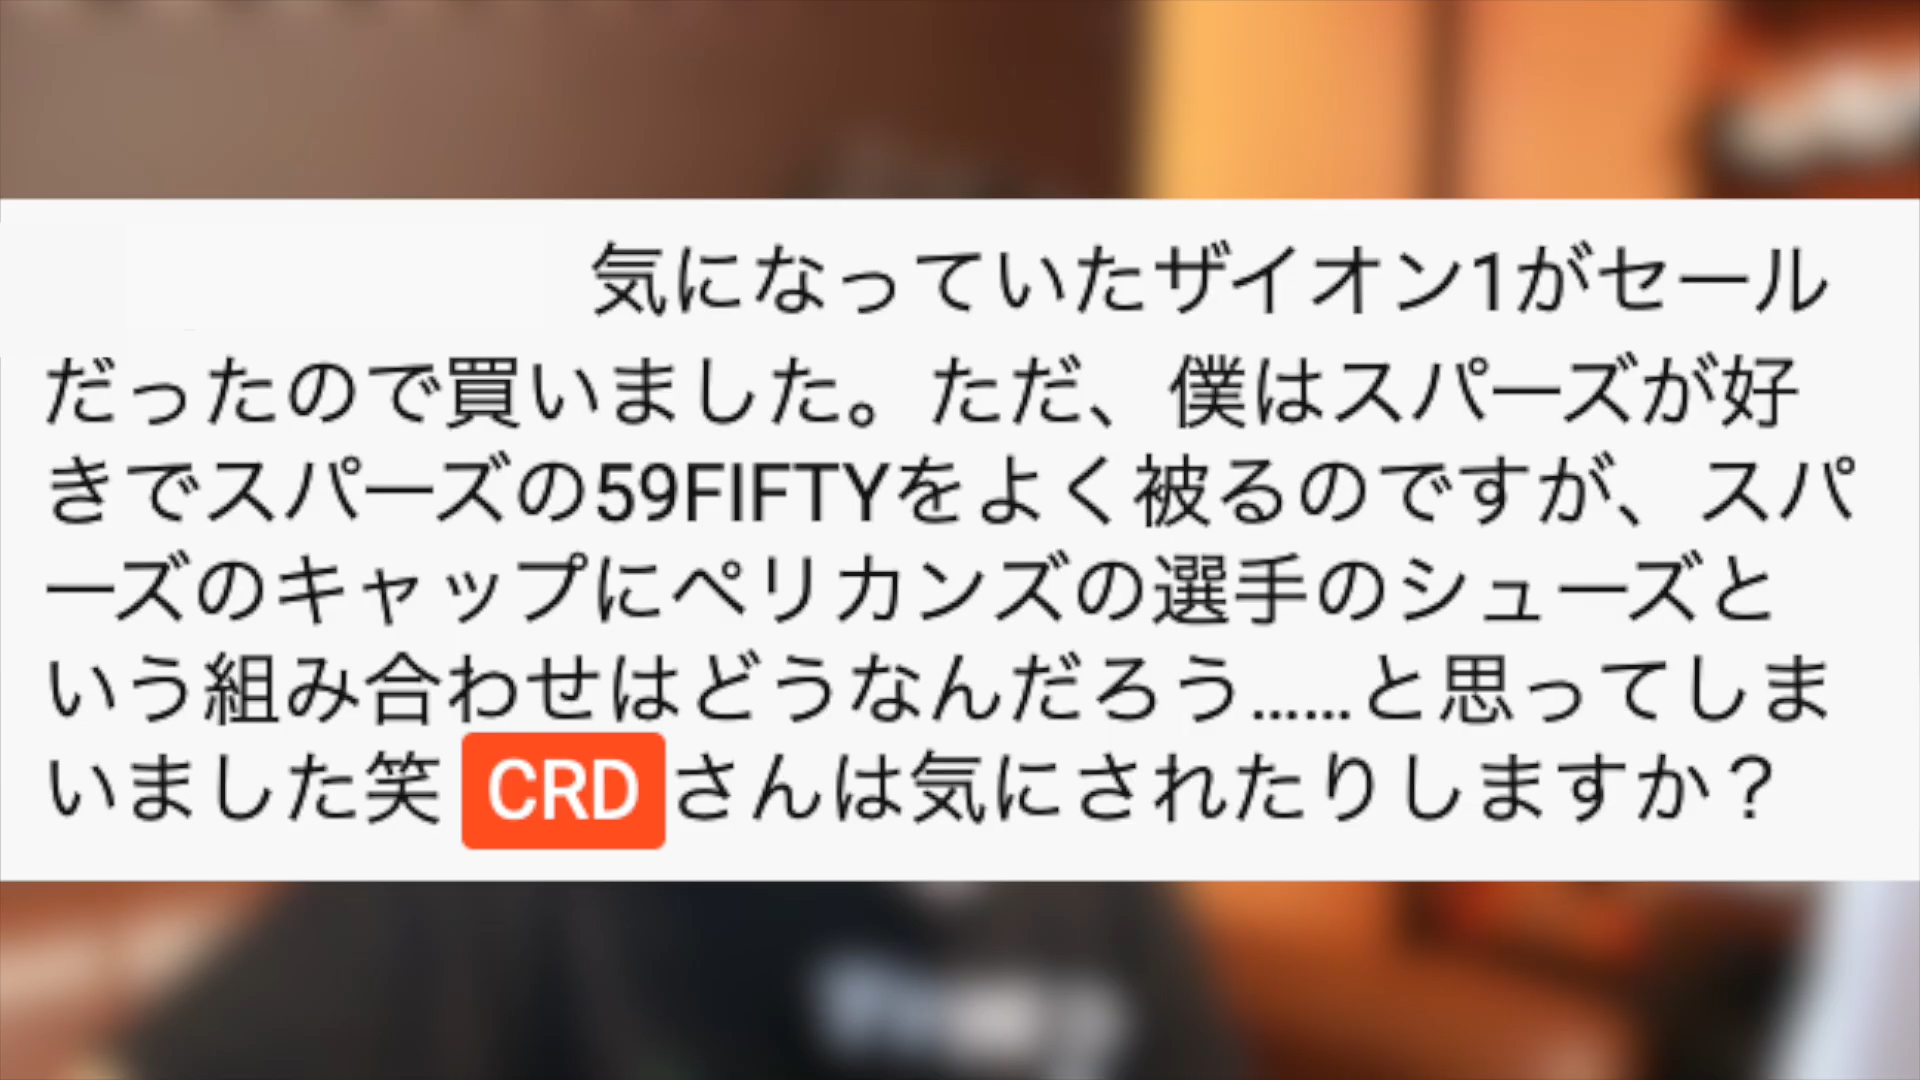 気になっていたザイオン1がセール
だったので買いました。ただ、僕はスパーズが好
きでスパーズの59FIFTYをよく被るのですが、スパ
ーズのキャップにペリカンズの選手のシューズと
いう組み合わせはどうなんだろう……と思ってしま
いました笑 CRD さんは気にされたりしますか？